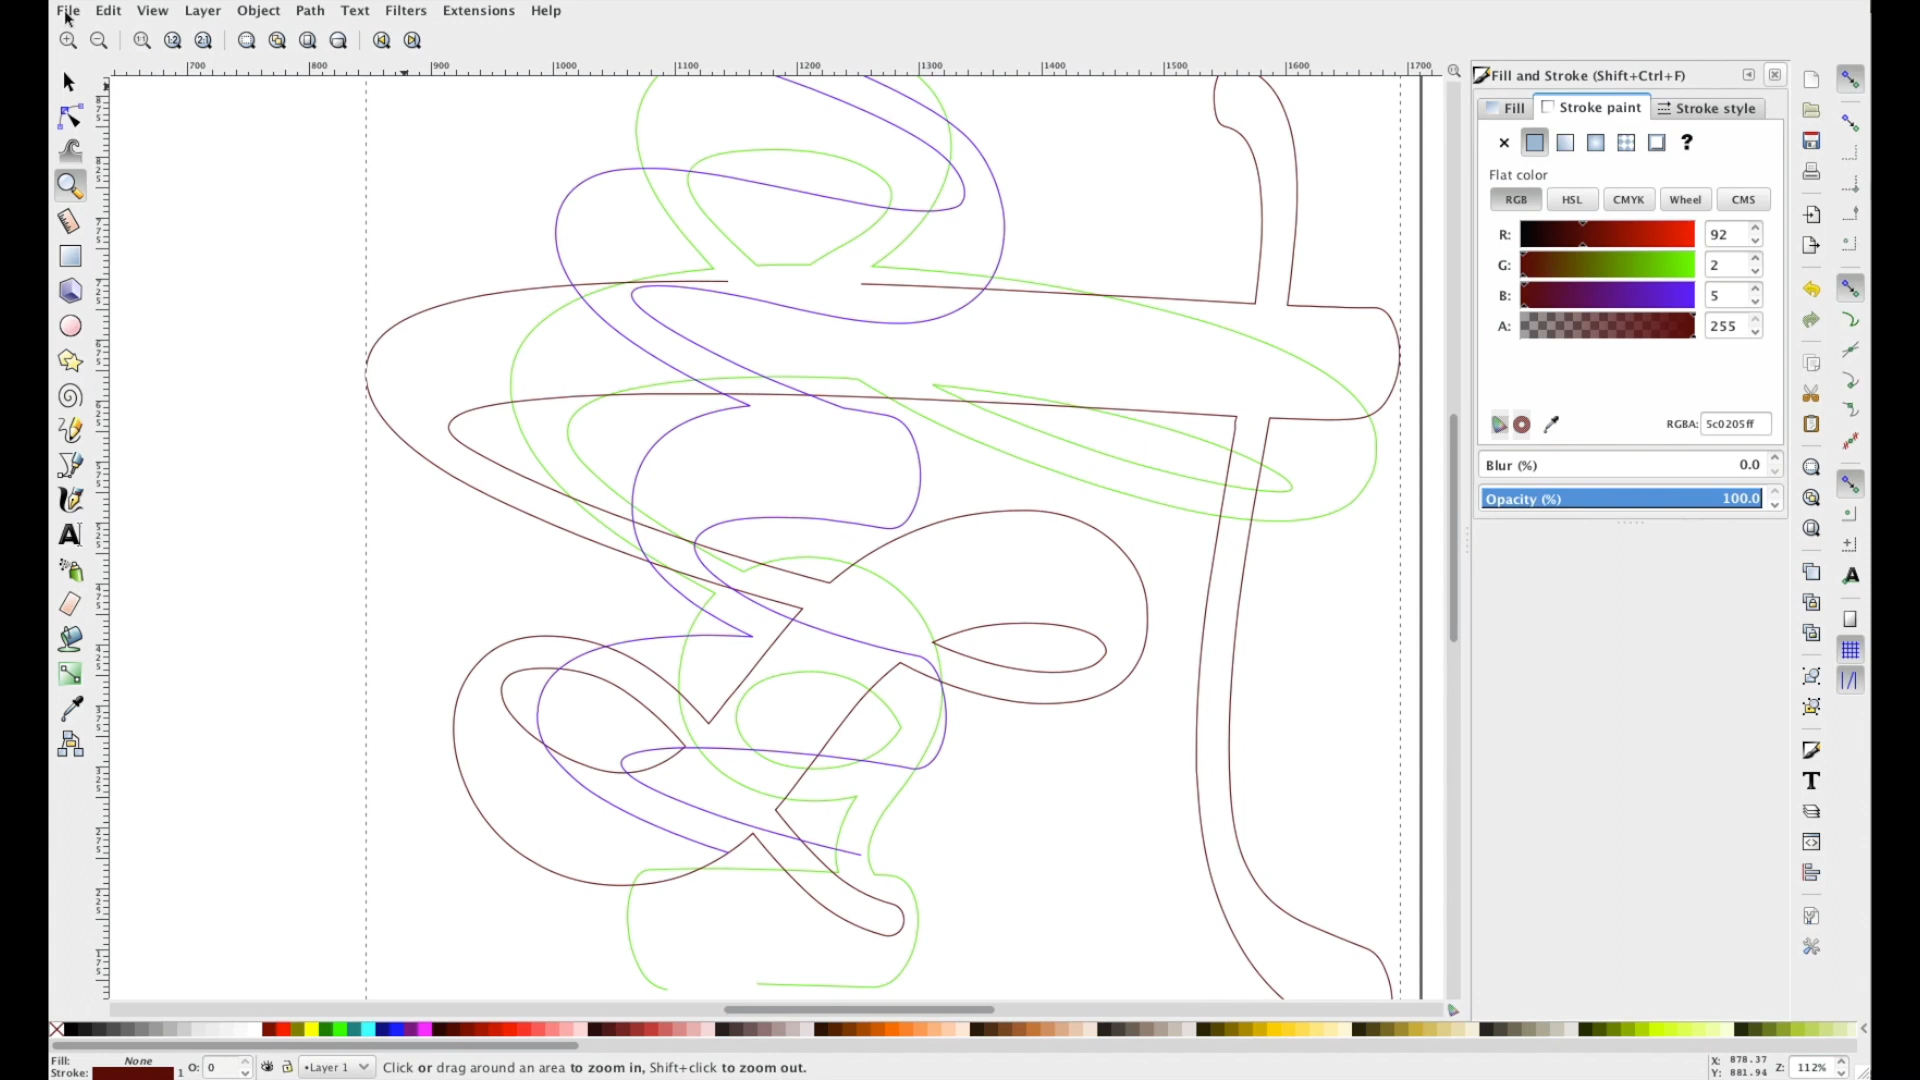 File Edit View Layer Object Path Text Filters Extensions Help
700 800 900 1000 1100 1200 1300 1400 1500 1600 1700
Fill and Stroke (Shift+Ctrl+F)
Fill Stroke paint Stroke style
?
Flat color
RGB HSL CMYK Wheel CMS
R: 92
G: 2
B: 5
A: 255
RGBA: 5c0205ff
Blur (%) 0.0
Opacity (%) 100.0
Fill: None
Stroke: 1 O: 0 •Layer 1 Click or drag around an area to zoom in, Shift+click to zoom out.
X: 878.37
Y: 881.94 Z: 112%